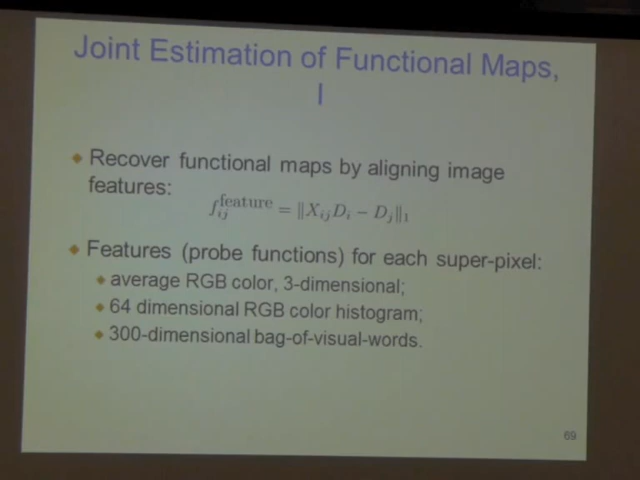 Joint Estimation of Functional Maps,
I
Recover functional maps by aligning image
features:
f_{ij}^{feature} = ‖X_{ij}D_i − D_j‖_1
Features (probe functions) for each super-pixel:
average RGB color, 3-dimensional;
64 dimensional RGB color histogram;
300-dimensional bag-of-visual-words.
69